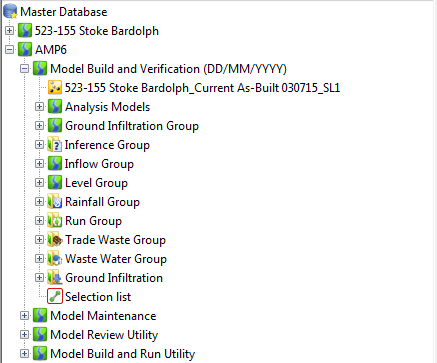 Master Database
523-155 Stoke Bardolph
AMP6
Model Build and Verification (DD/MM/YYYY)
523-155 Stoke Bardolph_Current As-Built 030715_SL1
Analysis Models
Ground Infiltration Group
Inference Group
Inflow Group
Level Group
Rainfall Group
Run Group
Trade Waste Group
Waste Water Group
Ground Infiltration
Selection list
Model Maintenance
Model Review Utility
Model Build and Run Utility